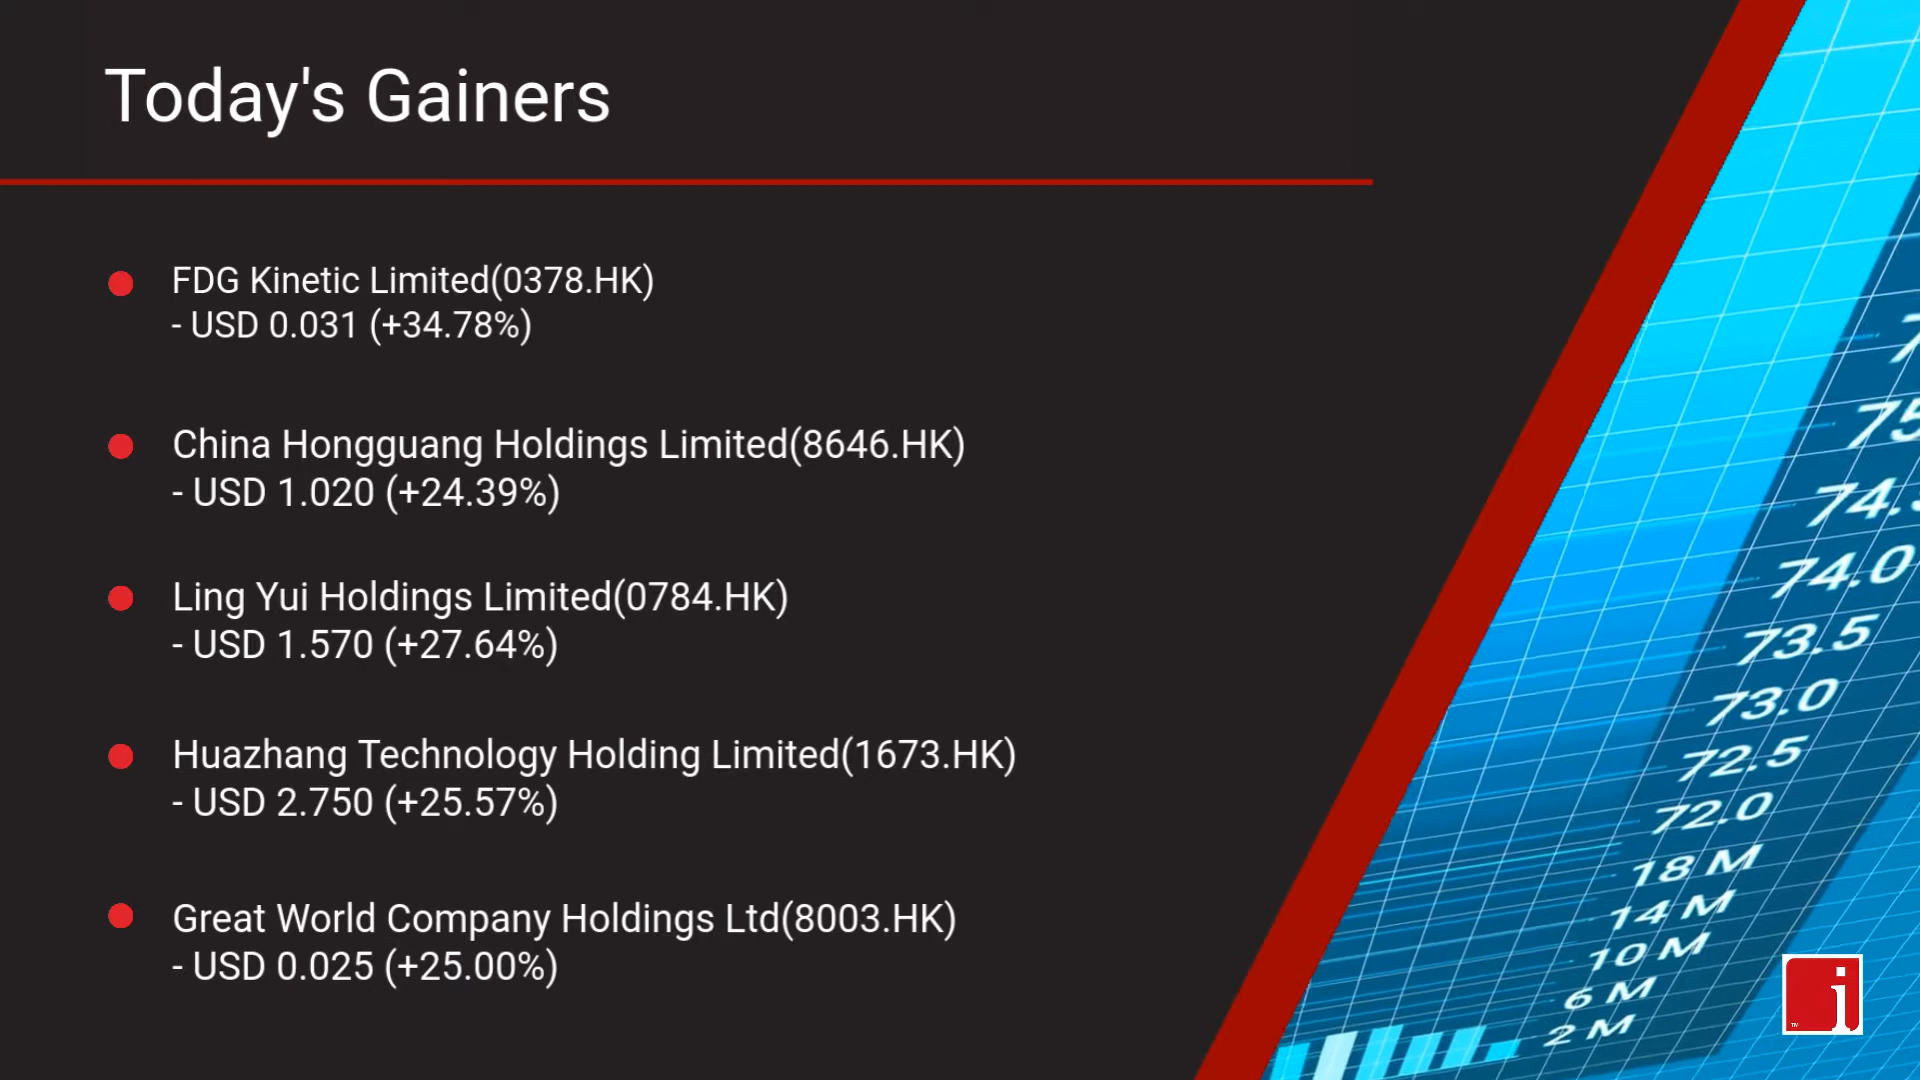 Today's Gainers
FDG Kinetic Limited(0378.HK)
- USD 0.031 (+34.78%)
China Hongguang Holdings Limited(8646.HK)
- USD 1.020 (+24.39%)
Ling Yui Holdings Limited(0784.HK)
- USD 1.570 (+27.64%)
Huazhang Technology Holding Limited(1673.HK)
- USD 2.750 (+25.57%)
Great World Company Holdings Ltd(8003.HK)
- USD 0.025 (+25.00%)
74.0
73.5
73.0
72.5
72.0
18 M
14 M
10 M
6 M
2 M
i
TM